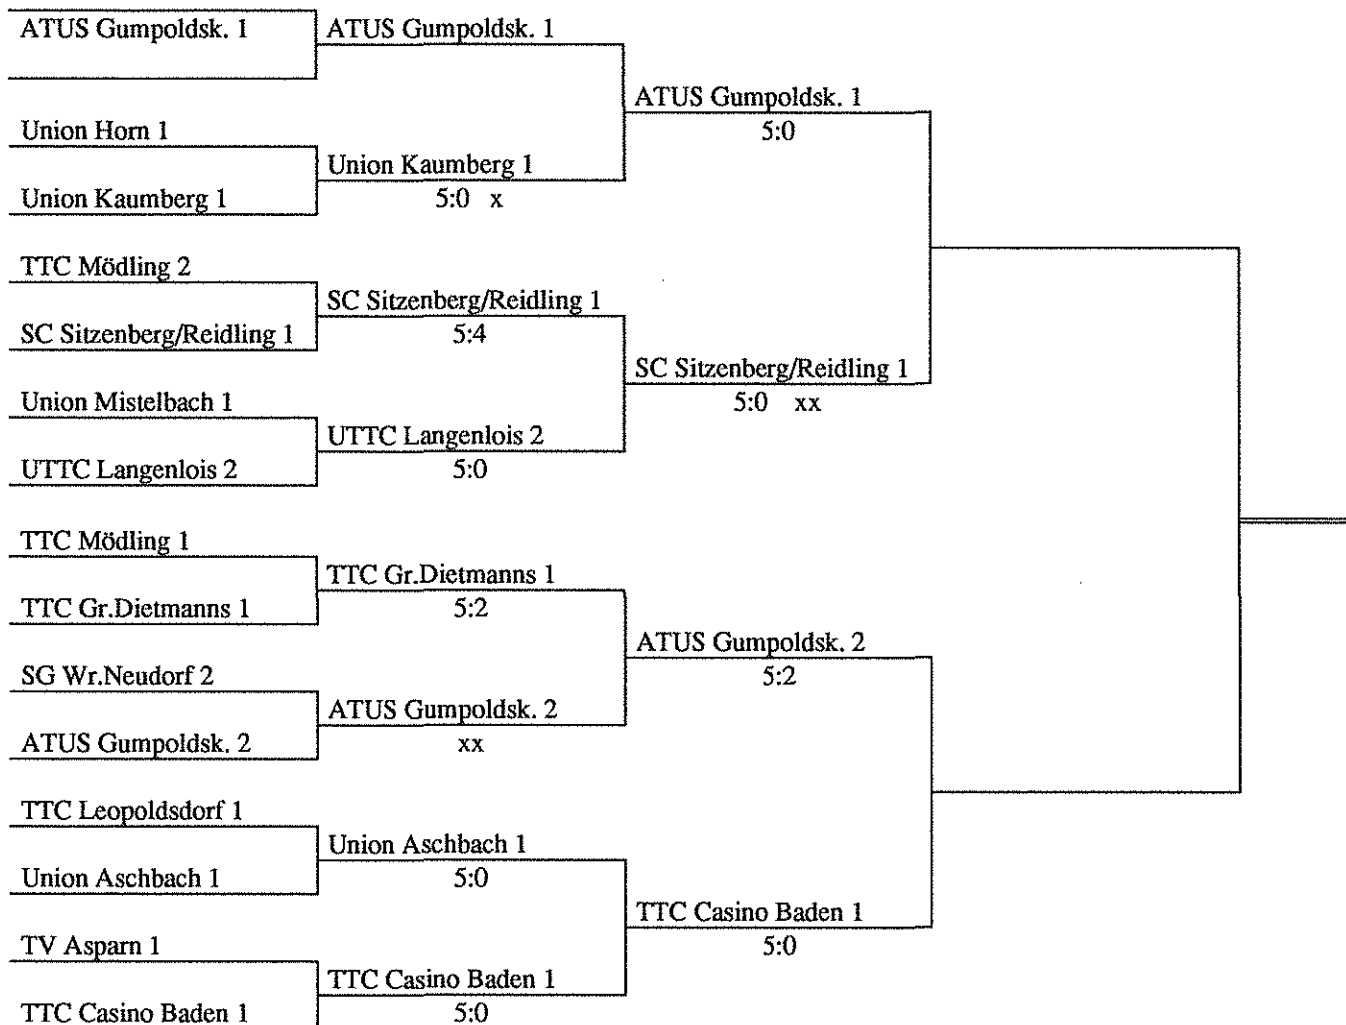 ATUS Gumpoldsk. 1
Union Horn 1
Union Kaumberg 1
TTC Mödling 2
SC Sitzenberg/Reidling 1
Union Mistelbach 1
UTTC Langenlois 2
TTC Mödling 1
TTC Gr.Dietmanns 1
SG Wr.Neudorf 2
ATUS Gumpoldsk. 2
TTC Leopoldsdorf 1
Union Aschbach 1
TV Asparn 1
TTC Casino Baden 1
ATUS Gumpoldsk. 1
Union Kaumberg 1
5:0 x
SC Sitzenberg/Reidling 1
5:4
UTTC Langenlois 2
5:0
TTC Gr.Dietmanns 1
5:2
ATUS Gumpoldsk. 2
xx
Union Aschbach 1
5:0
TTC Casino Baden 1
5:0
ATUS Gumpoldsk. 1
5:0
SC Sitzenberg/Reidling 1
5:0 xx
ATUS Gumpoldsk. 2
5:2
TTC Casino Baden 1
5:0